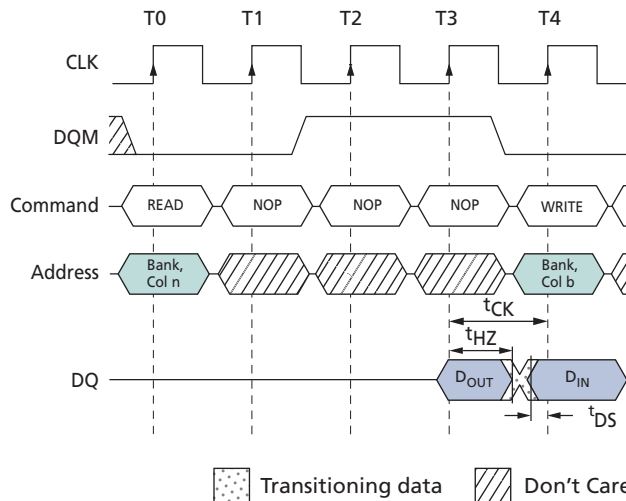 T0 T1 T2 T3 T4
CLK
DQM
Command READ NOP NOP NOP WRITE
Address Bank, Col n Bank, Col b
tCK
tHZ
DQ DOUT DIN
tDS
Transitioning data Don't Care